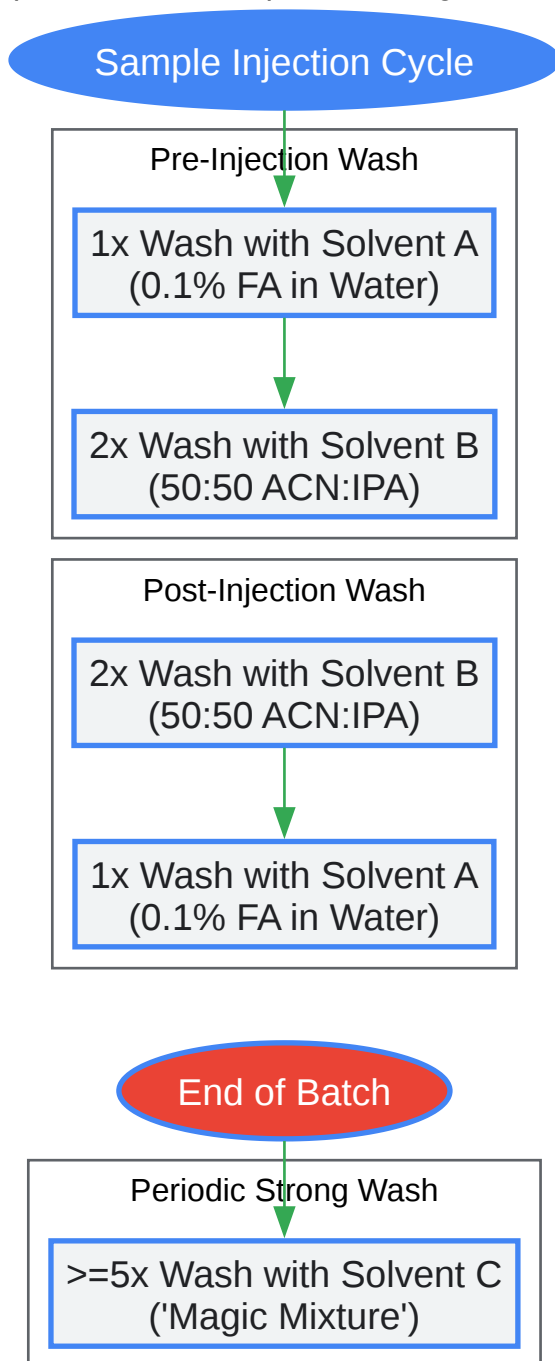 Sample Injection Cycle
Pre-Injection Wash
1x Wash with Solvent A
(0.1% FA in Water)
2x Wash with Solvent B
(50:50 ACN:IPA)
Post-Injection Wash
2x Wash with Solvent B
(50:50 ACN:IPA)
1x Wash with Solvent A
(0.1% FA in Water)
End of Batch
Periodic Strong Wash
>=5x Wash with Solvent C
('Magic Mixture')